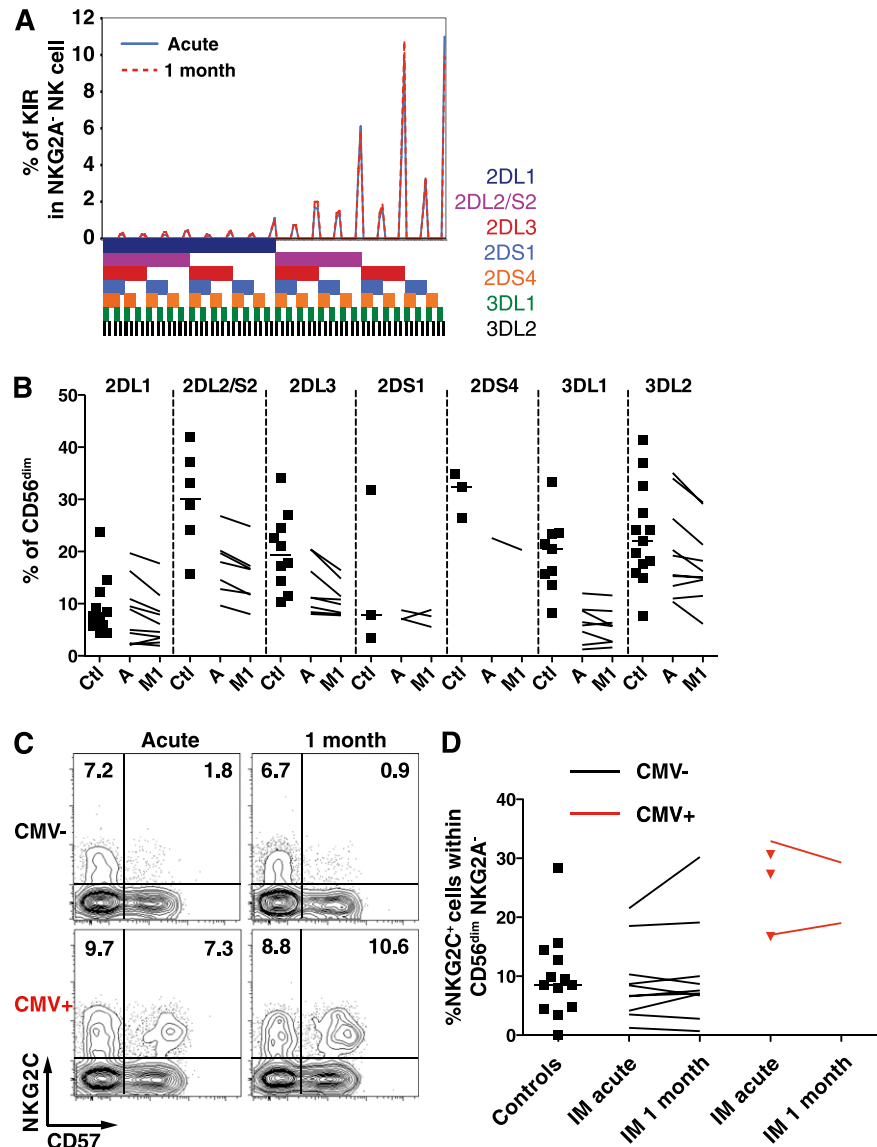 A
% of KIR
in NKG2A- NK cell
12
10
8
6
4
2
0
Acute
1 month
2DL1
2DL2/S2
2DL3
2DS1
2DS4
3DL1
3DL2
B
2DL1 2DL2/S2 2DL3 2DS1 2DS4 3DL1 3DL2
% of CD56dim
50
40
30
20
10
0
Ctl A M1 Ctl A M1 Ctl A M1 Ctl A M1 Ctl A M1 Ctl A M1 Ctl A M1
C
Acute 1 month
CMV-
7.2 1.8 6.7 0.9
CMV+
9.7 7.3 8.8 10.6
NKG2C
CD57
D
CMV-
CMV+
%NKG2C+ cells within
CD56dim NKG2A-
40
30
20
10
0
Controls
IM acute
IM 1 month
IM acute
IM 1 month